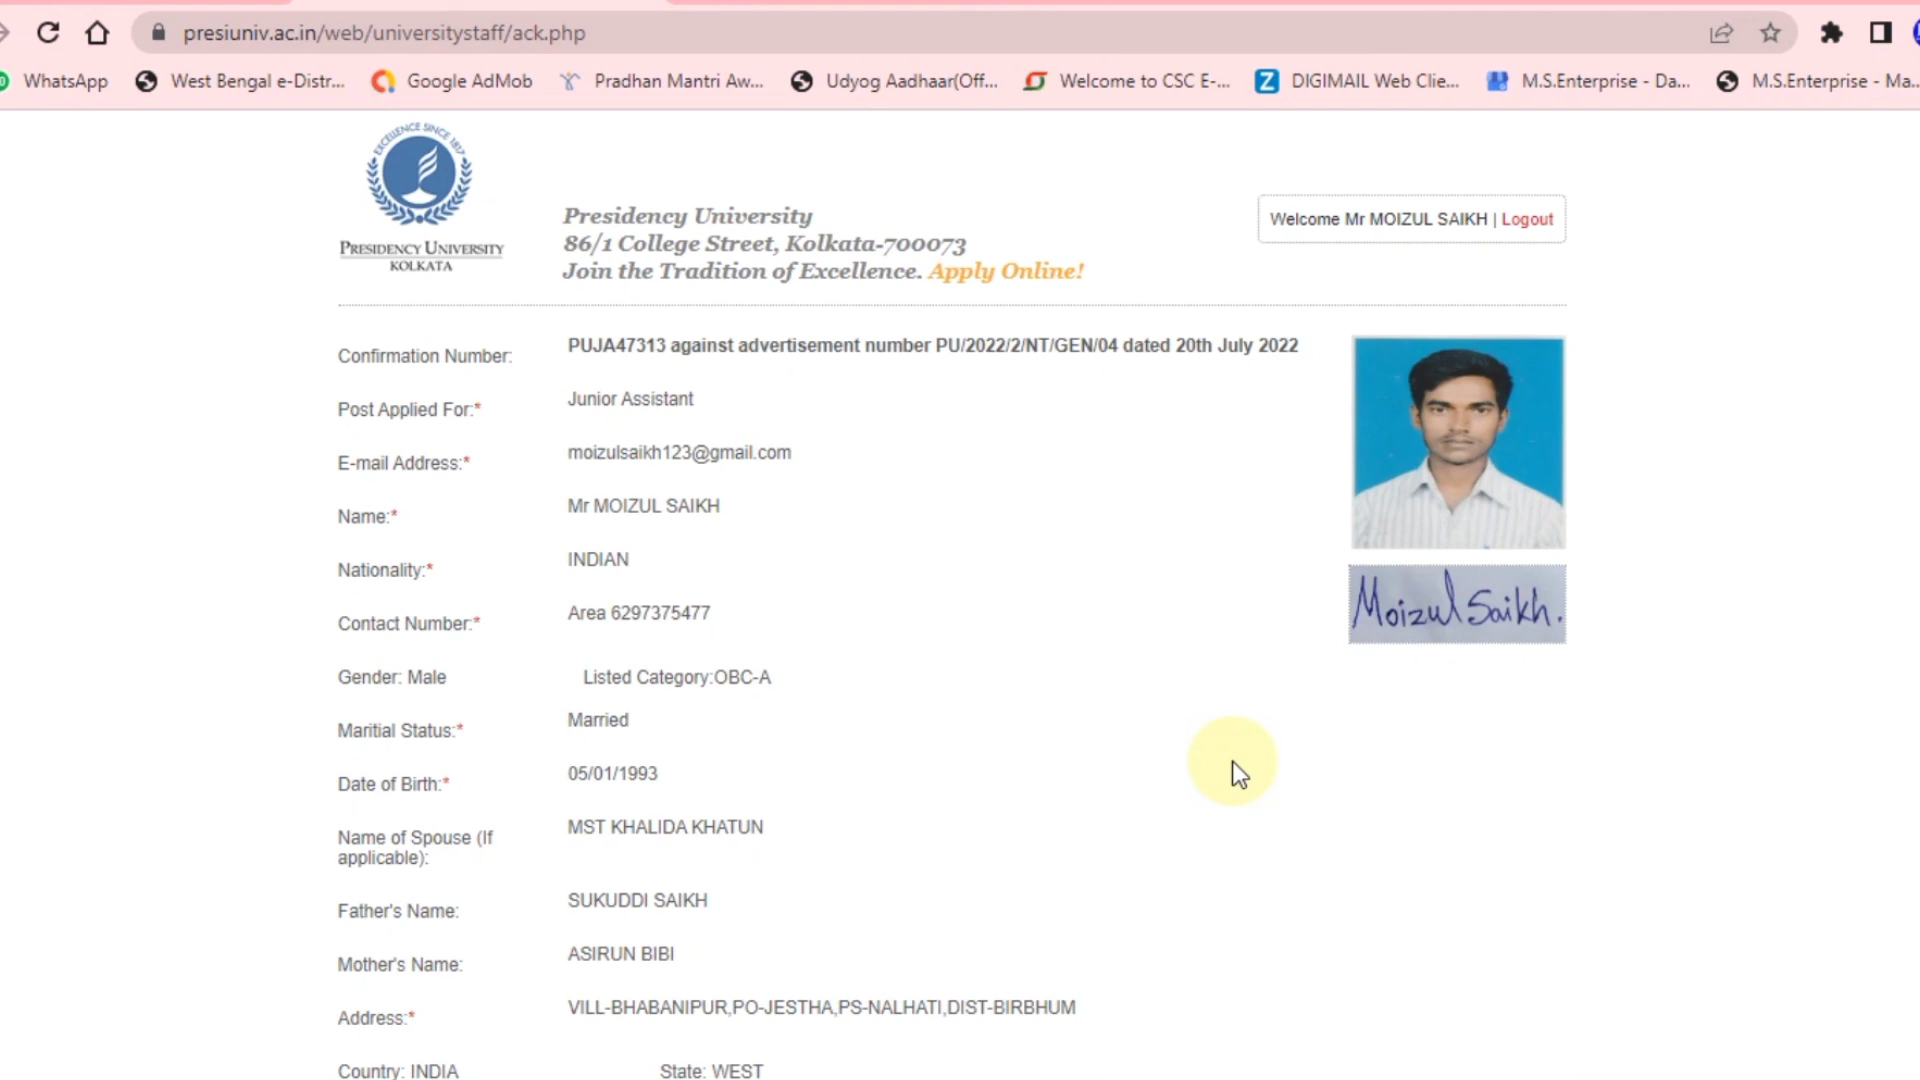 presiuniv.ac.in/web/universitystaff/ack.php
WhatsApp West Bengal e-Distr... Google AdMob Pradhan Mantri Aw... Udyog Aadhaar(Off... Welcome to CSC E-... DIGIMAIL Web Clie... M.S.Enterprise - Da... M.S.Enterprise - Ma...
EXCELLENCE SINCE 1817
PRESIDENCY UNIVERSITY
KOLKATA
Presidency University
86/1 College Street, Kolkata-700073
Join the Tradition of Excellence. Apply Online!
Welcome Mr MOIZUL SAIKH | Logout
Confirmation Number: PUJA47313 against advertisement number PU/2022/2/NT/GEN/04 dated 20th July 2022
Post Applied For:* Junior Assistant
E-mail Address:* moizulsaikh123@gmail.com
Name:* Mr MOIZUL SAIKH
Nationality:* INDIAN
Contact Number:* Area 6297375477
Moizul Saikh.
Gender: Male Listed Category:OBC-A
Maritial Status:* Married
Date of Birth:* 05/01/1993
Name of Spouse (If
applicable): MST KHALIDA KHATUN
Father's Name: SUKUDDI SAIKH
Mother's Name: ASIRUN BIBI
Address:* VILL-BHABANIPUR,PO-JESTHA,PS-NALHATI,DIST-BIRBHUM
Country: INDIA State: WEST